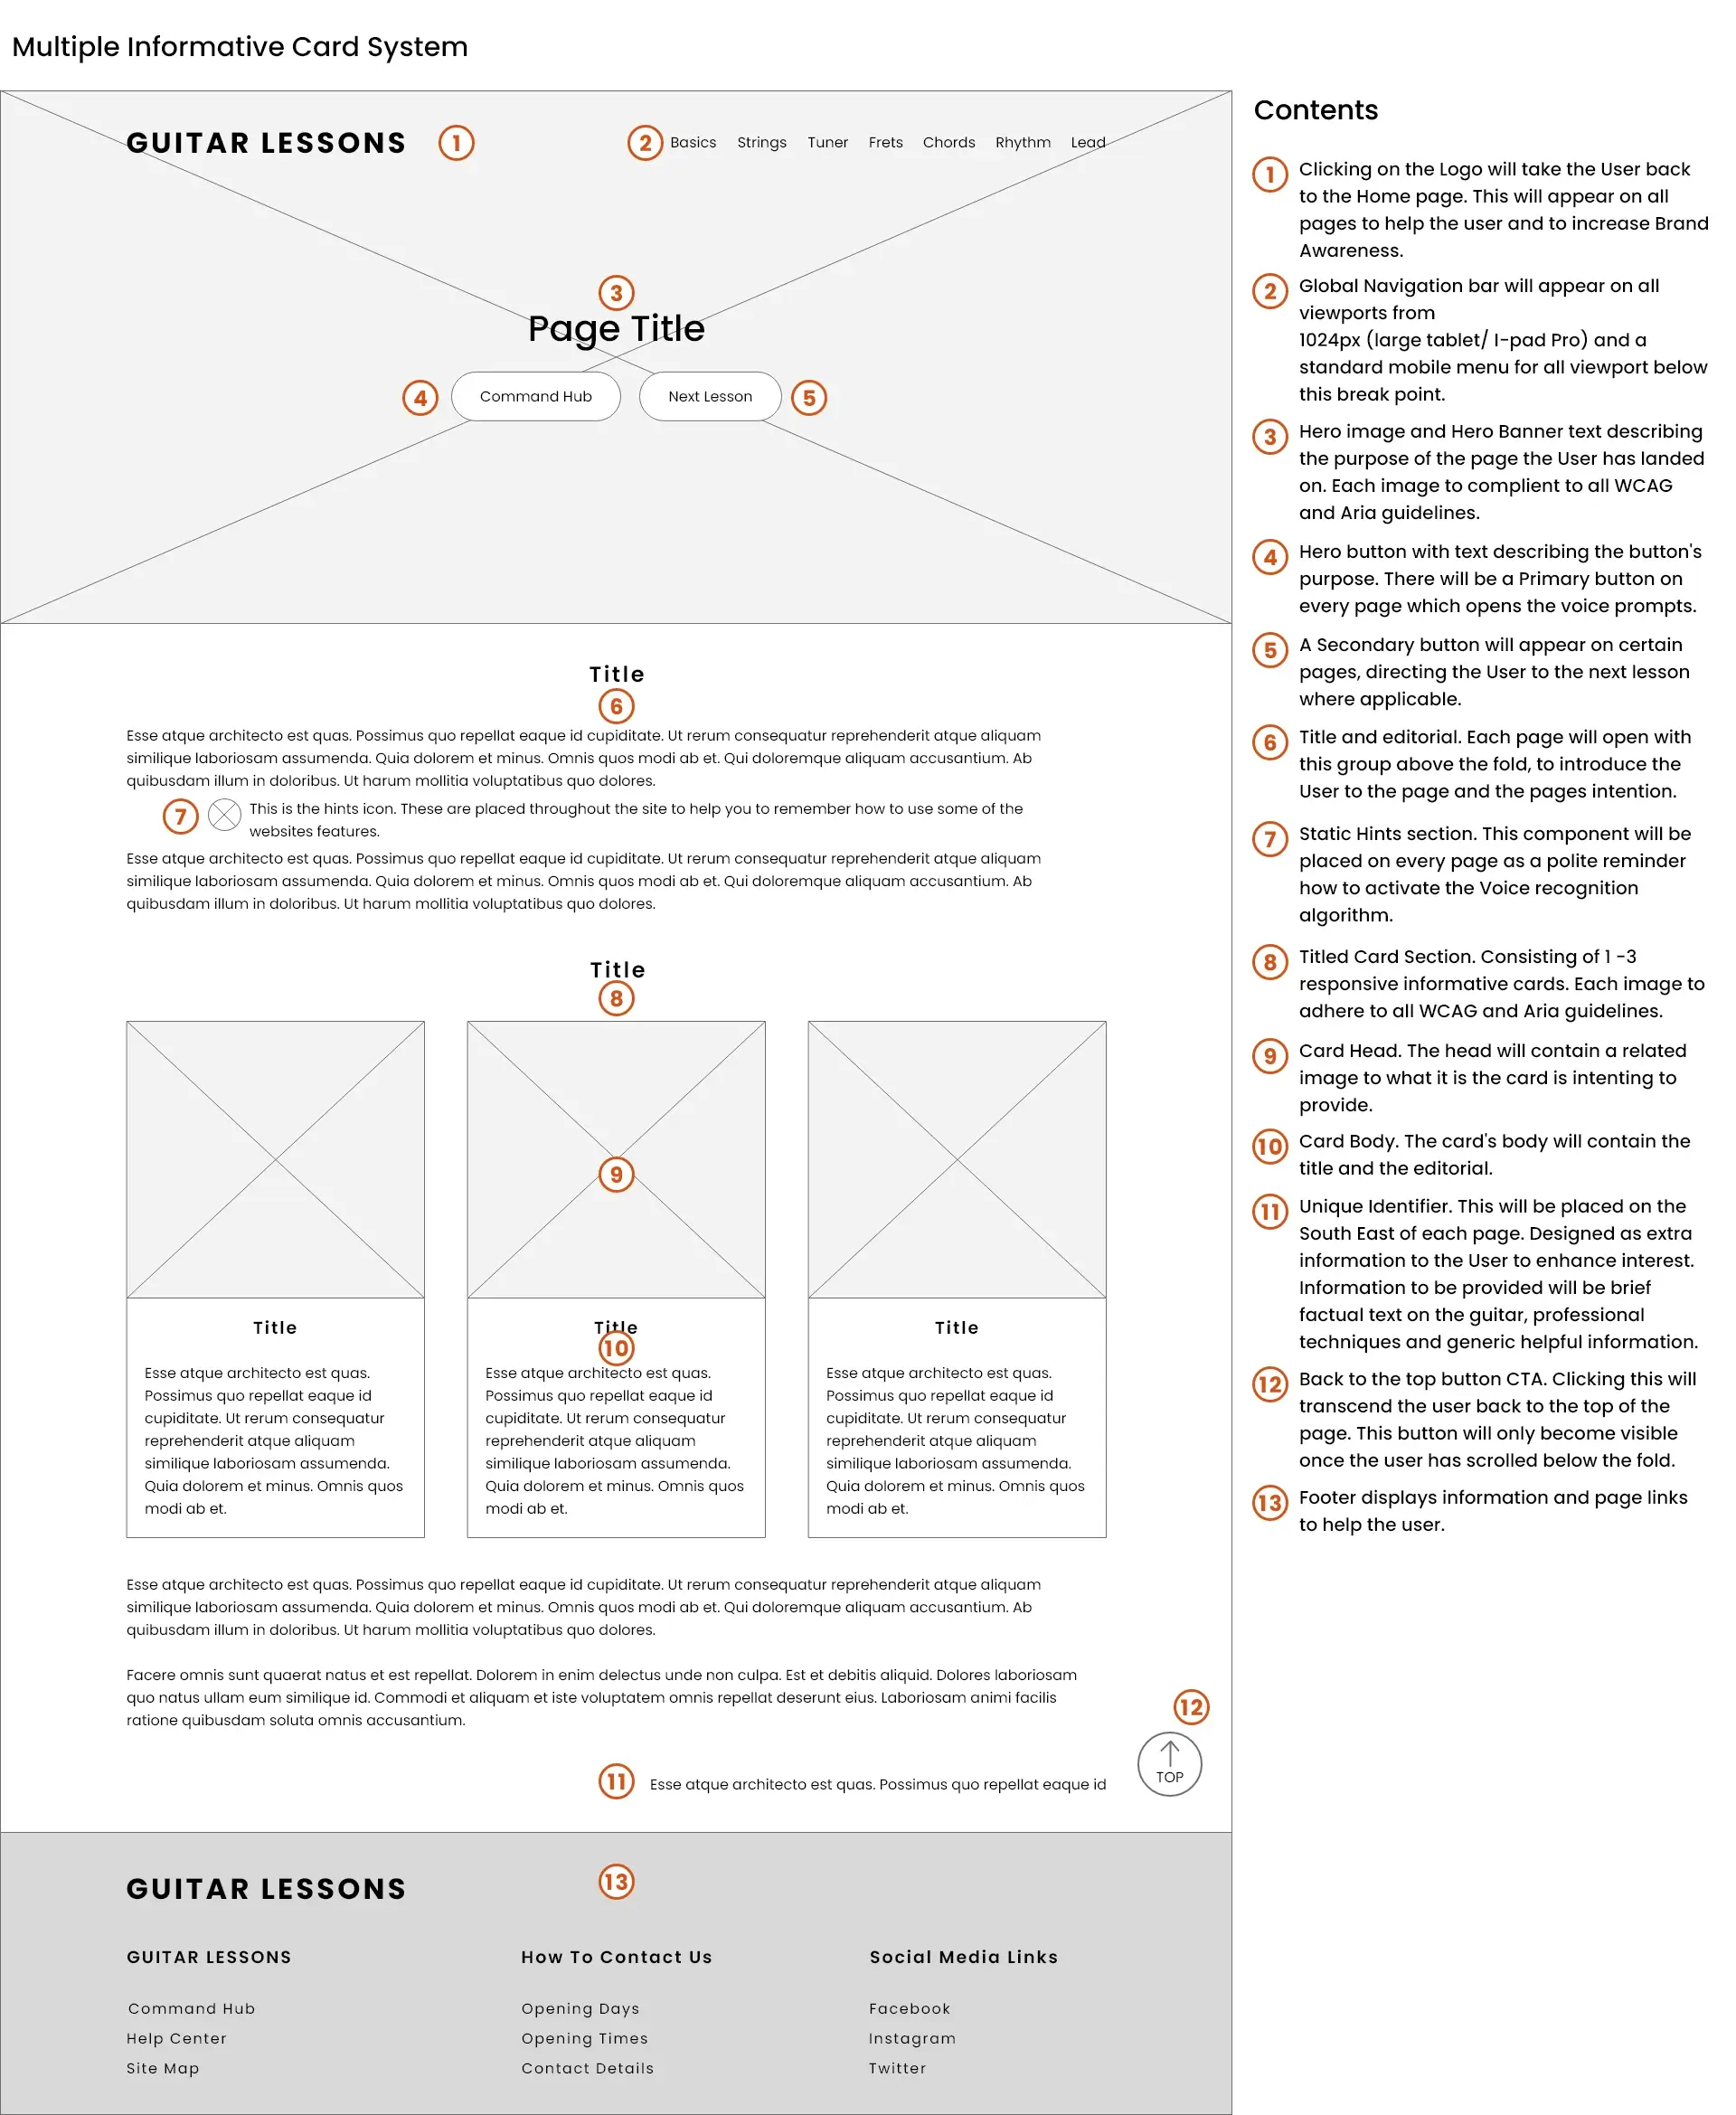 Multiple Informative Card System
GUITAR LESSONS
1
2
Basics Strings Tuner Frets Chords Rhythm Lead
3
Page Title
4
Command Hub
Next Lesson
5
Title
6
Esse atque architecto est quas. Possimus quo repellat eaque id cupiditate. Ut rerum consequatur reprehenderit atque aliquam
similique laboriosam assumenda. Quia dolorem et minus. Omnis quos modi ab et. Qui doloremque aliquam accusantium. Ab
quibusdam illum in doloribus. Ut harum mollitia voluptatibus quo dolores.
7
This is the hints icon. These are placed throughout the site to help you to remember how to use some of the
websites features.
Esse atque architecto est quas. Possimus quo repellat eaque id cupiditate. Ut rerum consequatur reprehenderit atque aliquam
similique laboriosam assumenda. Quia dolorem et minus. Omnis quos modi ab et. Qui doloremque aliquam accusantium. Ab
quibusdam illum in doloribus. Ut harum mollitia voluptatibus quo dolores.
Title
8
9
Title
Esse atque architecto est quas.
Possimus quo repellat eaque id
cupiditate. Ut rerum consequatur
reprehenderit atque aliquam
similique laboriosam assumenda.
Quia dolorem et minus. Omnis quos
modi ab et.
Title
10
Esse atque architecto est quas.
Possimus quo repellat eaque id
cupiditate. Ut rerum consequatur
reprehenderit atque aliquam
similique laboriosam assumenda.
Quia dolorem et minus. Omnis quos
modi ab et.
Title
Esse atque architecto est quas.
Possimus quo repellat eaque id
cupiditate. Ut rerum consequatur
reprehenderit atque aliquam
similique laboriosam assumenda.
Quia dolorem et minus. Omnis quos
modi ab et.
Esse atque architecto est quas. Possimus quo repellat eaque id cupiditate. Ut rerum consequatur reprehenderit atque aliquam
similique laboriosam assumenda. Quia dolorem et minus. Omnis quos modi ab et. Qui doloremque aliquam accusantium. Ab
quibusdam illum in doloribus. Ut harum mollitia voluptatibus quo dolores.
Facere omnis sunt quaerat natus et est repellat. Dolorem in enim delectus unde non culpa. Est et debitis aliquid. Dolores laboriosam
quo natus ullam eum similique id. Commodi et aliquam et iste voluptatem omnis repellat deserunt eius. Laboriosam animi facilis
ratione quibusdam soluta omnis accusantium.
12
TOP
11
Esse atque architecto est quas. Possimus quo repellat eaque id
13
GUITAR LESSONS
GUITAR LESSONS
Command Hub
Help Center
Site Map
How To Contact Us
Opening Days
Opening Times
Contact Details
Social Media Links
Facebook
Instagram
Twitter
Contents
1
Clicking on the Logo will take the User back
to the Home page. This will appear on all
pages to help the user and to increase Brand
Awareness.
2
Global Navigation bar will appear on all
viewports from
1024px (large tablet/ I-pad Pro) and a
standard mobile menu for all viewport below
this break point.
3
Hero image and Hero Banner text describing
the purpose of the page the User has landed
on. Each image to complient to all WCAG
and Aria guidelines.
4
Hero button with text describing the button's
purpose. There will be a Primary button on
every page which opens the voice prompts.
5
A Secondary button will appear on certain
pages, directing the User to the next lesson
where applicable.
6
Title and editorial. Each page will open with
this group above the fold, to introduce the
User to the page and the pages intention.
7
Static Hints section. This component will be
placed on every page as a polite reminder
how to activate the Voice recognition
algorithm.
8
Titled Card Section. Consisting of 1 -3
responsive informative cards. Each image to
adhere to all WCAG and Aria guidelines.
9
Card Head. The head will contain a related
image to what it is the card is intenting to
provide.
10
Card Body. The card's body will contain the
title and the editorial.
11
Unique Identifier. This will be placed on the
South East of each page. Designed as extra
information to the User to enhance interest.
Information to be provided will be brief
factual text on the guitar, professional
techniques and generic helpful information.
12
Back to the top button CTA. Clicking this will
transcend the user back to the top of the
page. This button will only become visible
once the user has scrolled below the fold.
13
Footer displays information and page links
to help the user.